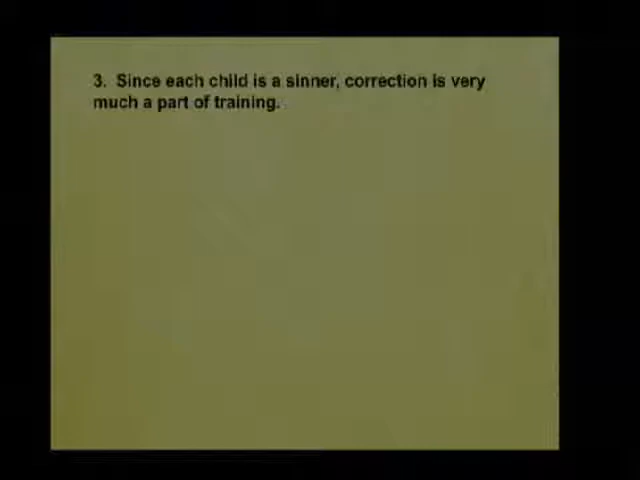 3. Since each child is a sinner, correction is very
much a part of training.